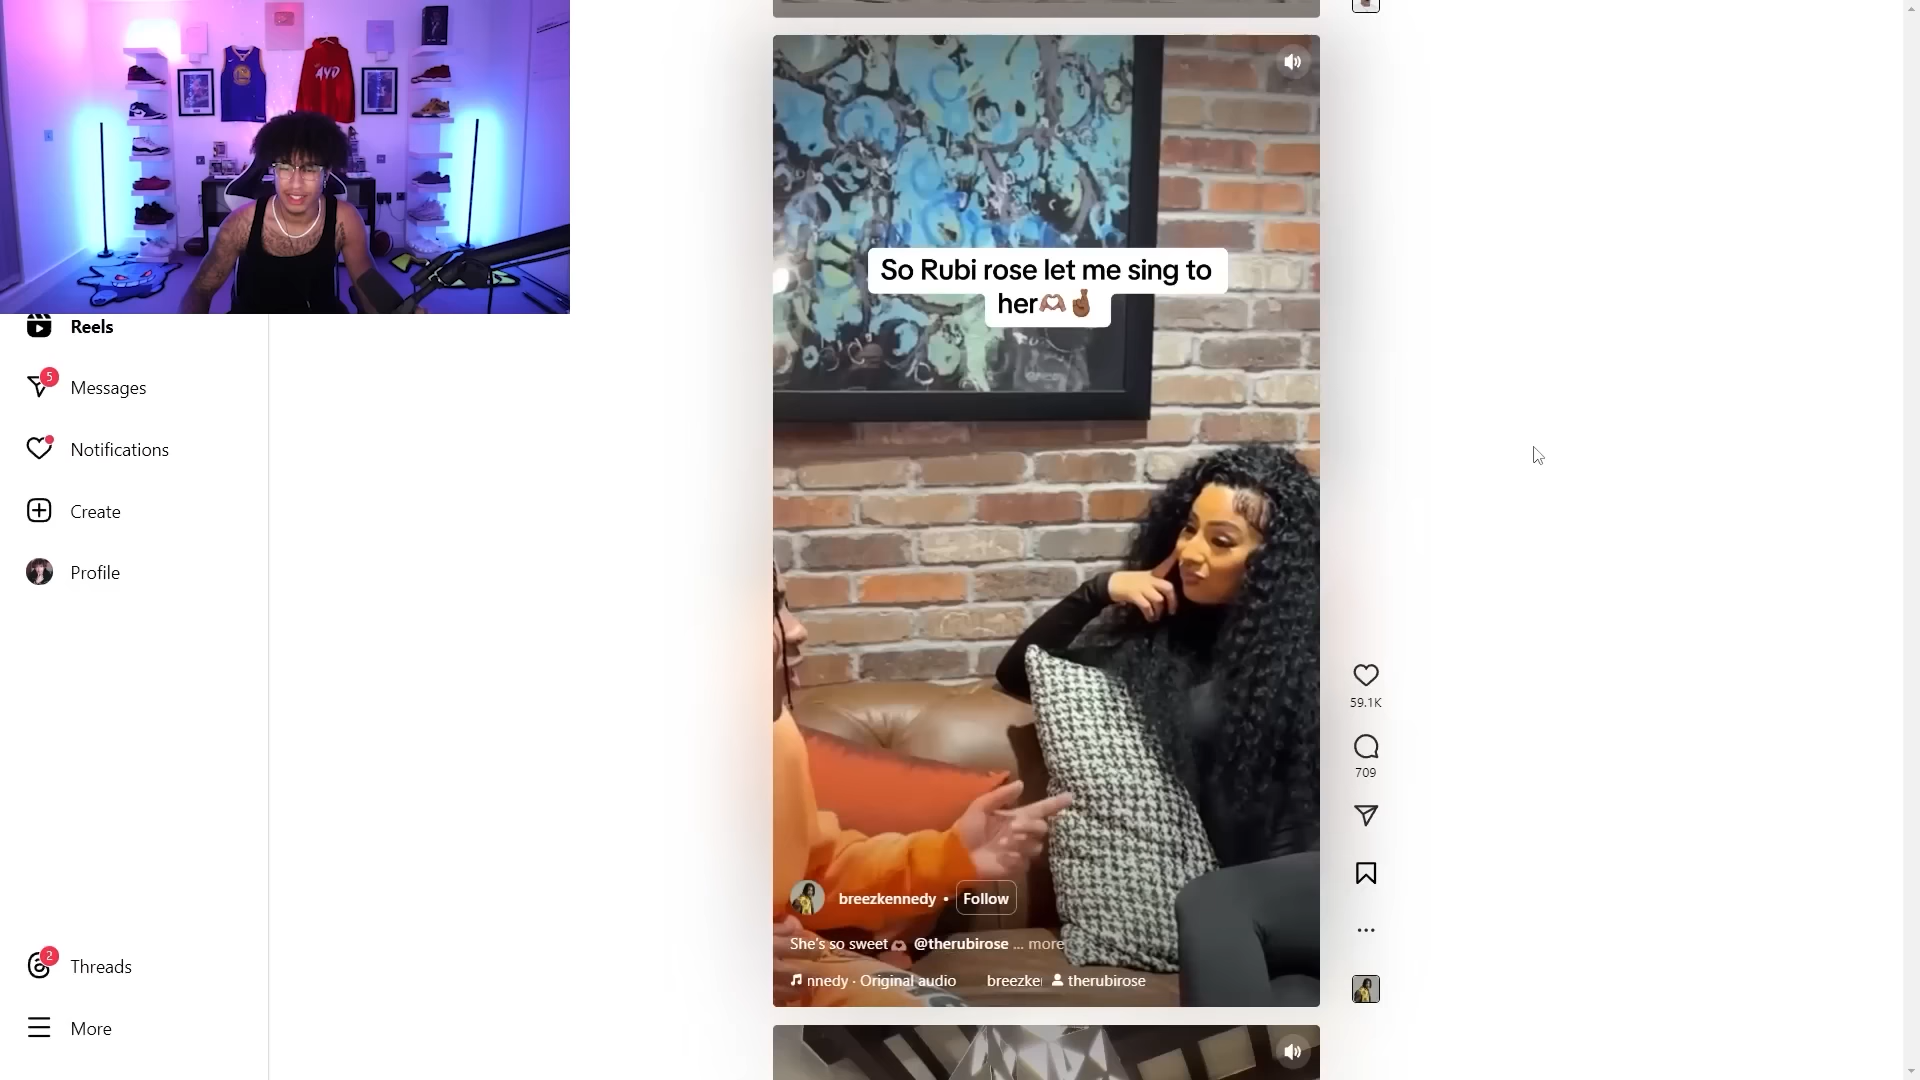 AYD
Reels
5
Messages
Notifications
Create
Profile
2
Threads
More
So Rubi rose let me sing to
her🫶🏾🤞🏾
59.1K
709
breezkennedy • Follow
She's so sweet🫶🏾 @therubirose ... more
nnedy · Original audio breezke therubirose